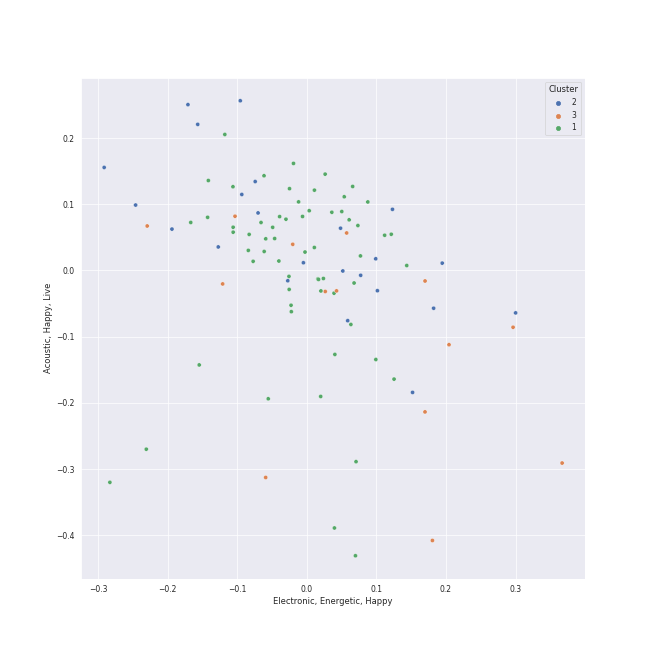 Cluster
2
3
1
0.2
0.1
0.0
−0.1
−0.2
−0.3
−0.4
Acoustic, Happy, Live
−0.3 −0.2 −0.1 0.0 0.1 0.2 0.3
Electronic, Energetic, Happy